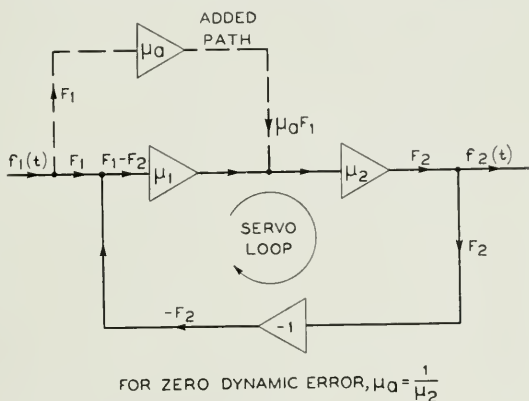 ADDED
PATH
μa
F1
μaF1
f1(t) F1 F1-F2 μ1 μ2 F2 f2(t)
SERVO
LOOP
F2
-F2 -1
FOR ZERO DYNAMIC ERROR, μa = 1/μ2